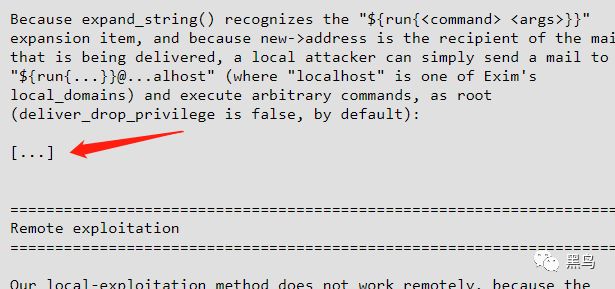 Because expand_string() recognizes the "${run{<command> <args>}}"
expansion item, and because new->address is the recipient of the mai
that is being delivered, a local attacker can simply send a mail to
"${run{...}}@...alhost" (where "localhost" is one of Exim's
local_domains) and execute arbitrary commands, as root
(deliver_drop_privilege is false, by default):
[...]
========================================================================
Remote exploitation
========================================================================
Our local-exploitation method does not work remotely, because the
黑鸟